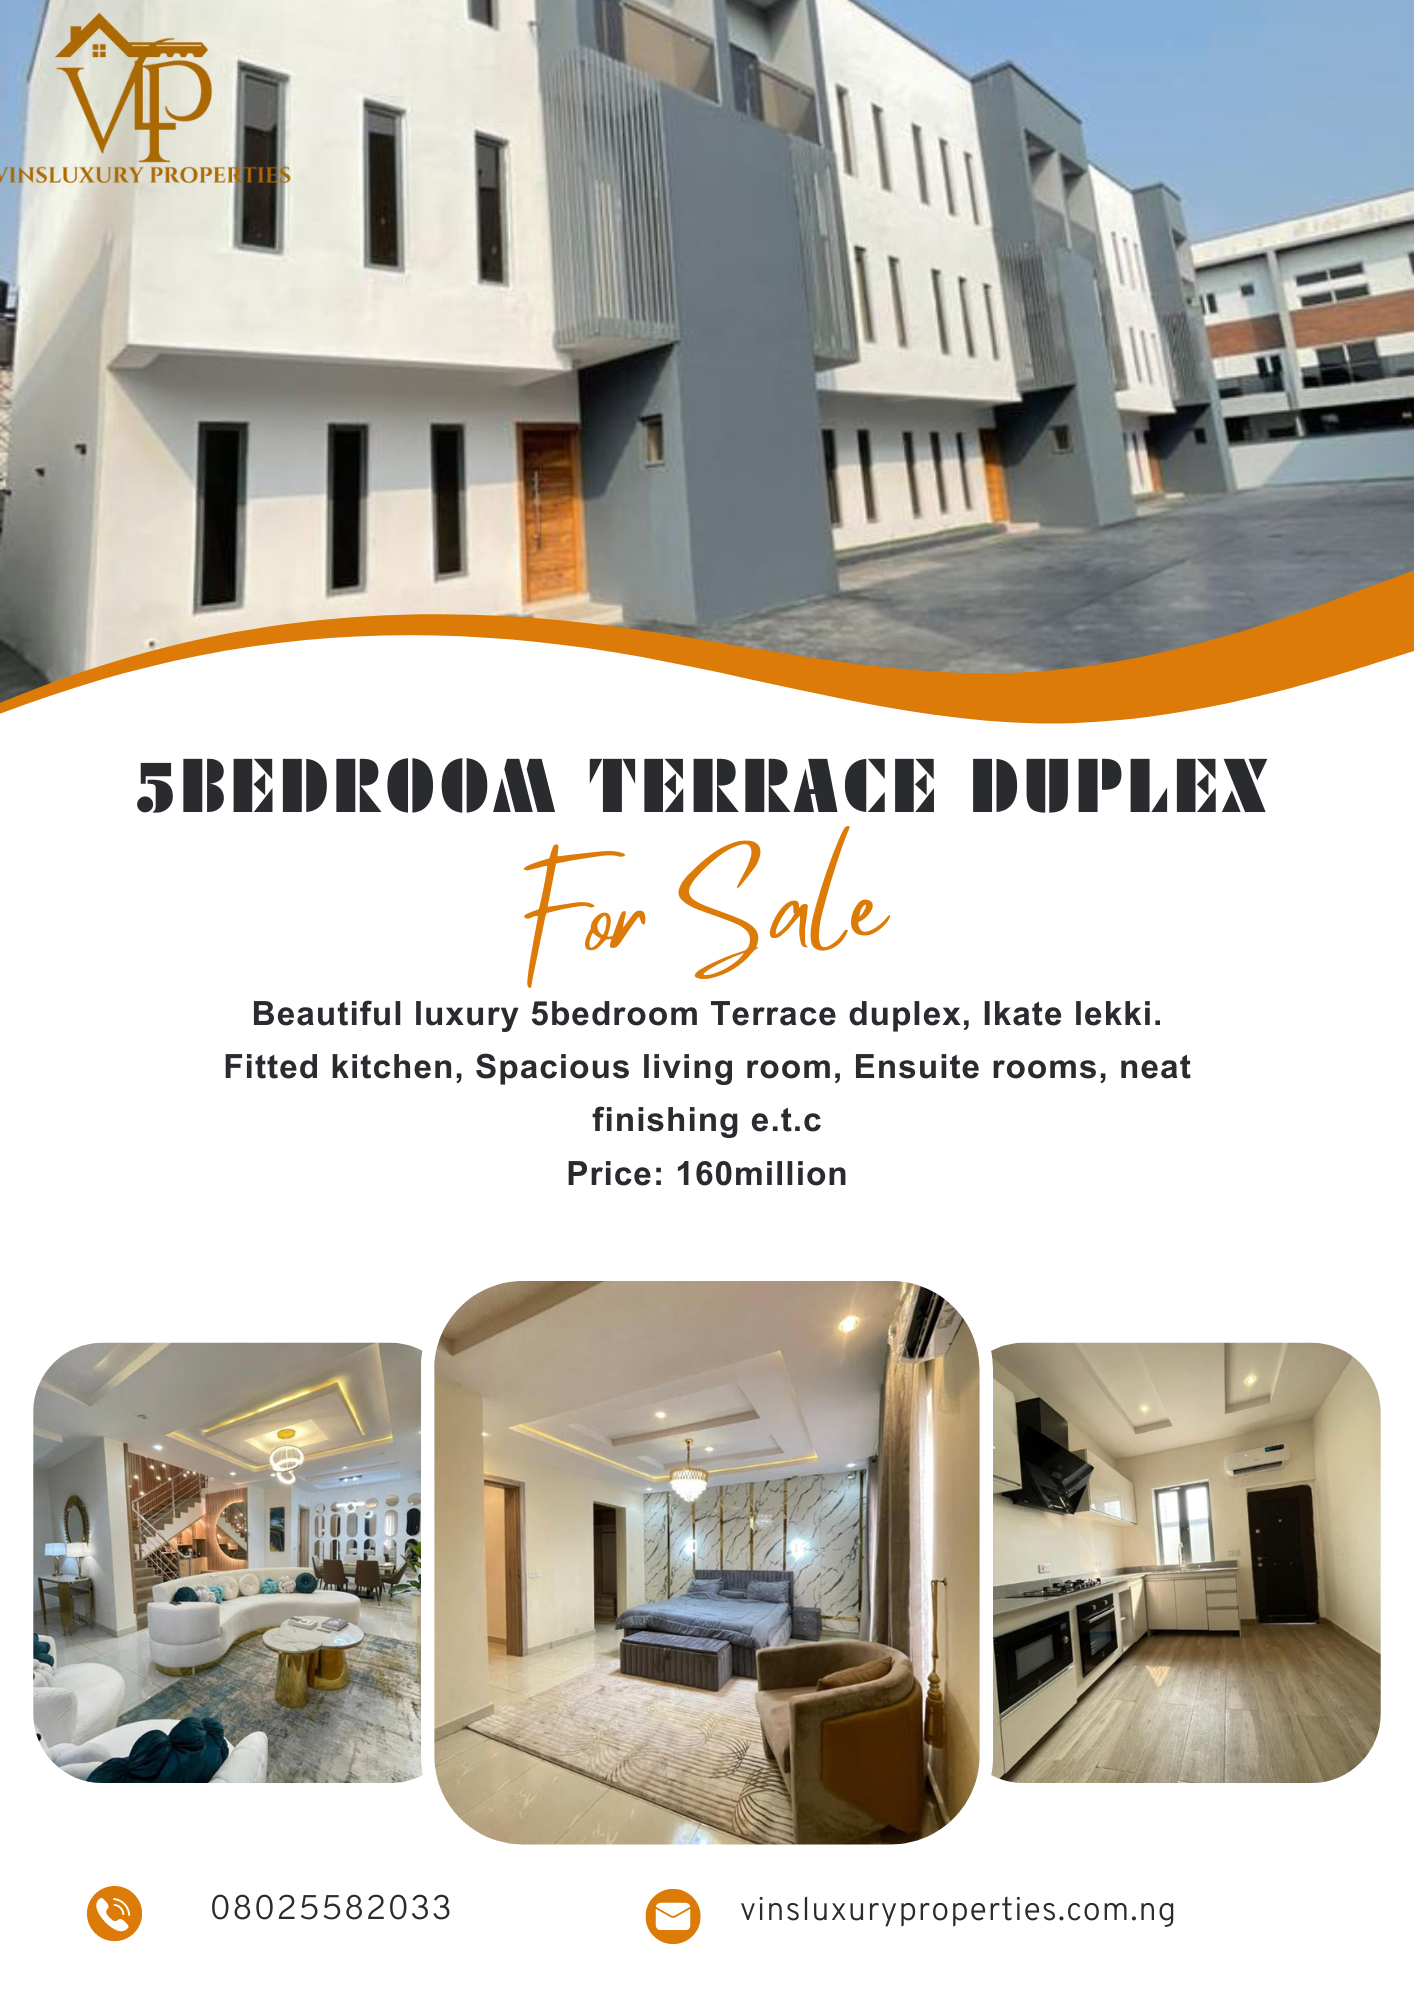 VP
VINSLUXURY PROPERTIES
5BEDROOM TERRACE DUPLEX
For Sale
Beautiful luxury 5bedroom Terrace duplex, Ikate lekki.
Fitted kitchen, Spacious living room, Ensuite rooms, neat
finishing e.t.c
Price: 160million
08025582033
vinsluxuryproperties.com.ng